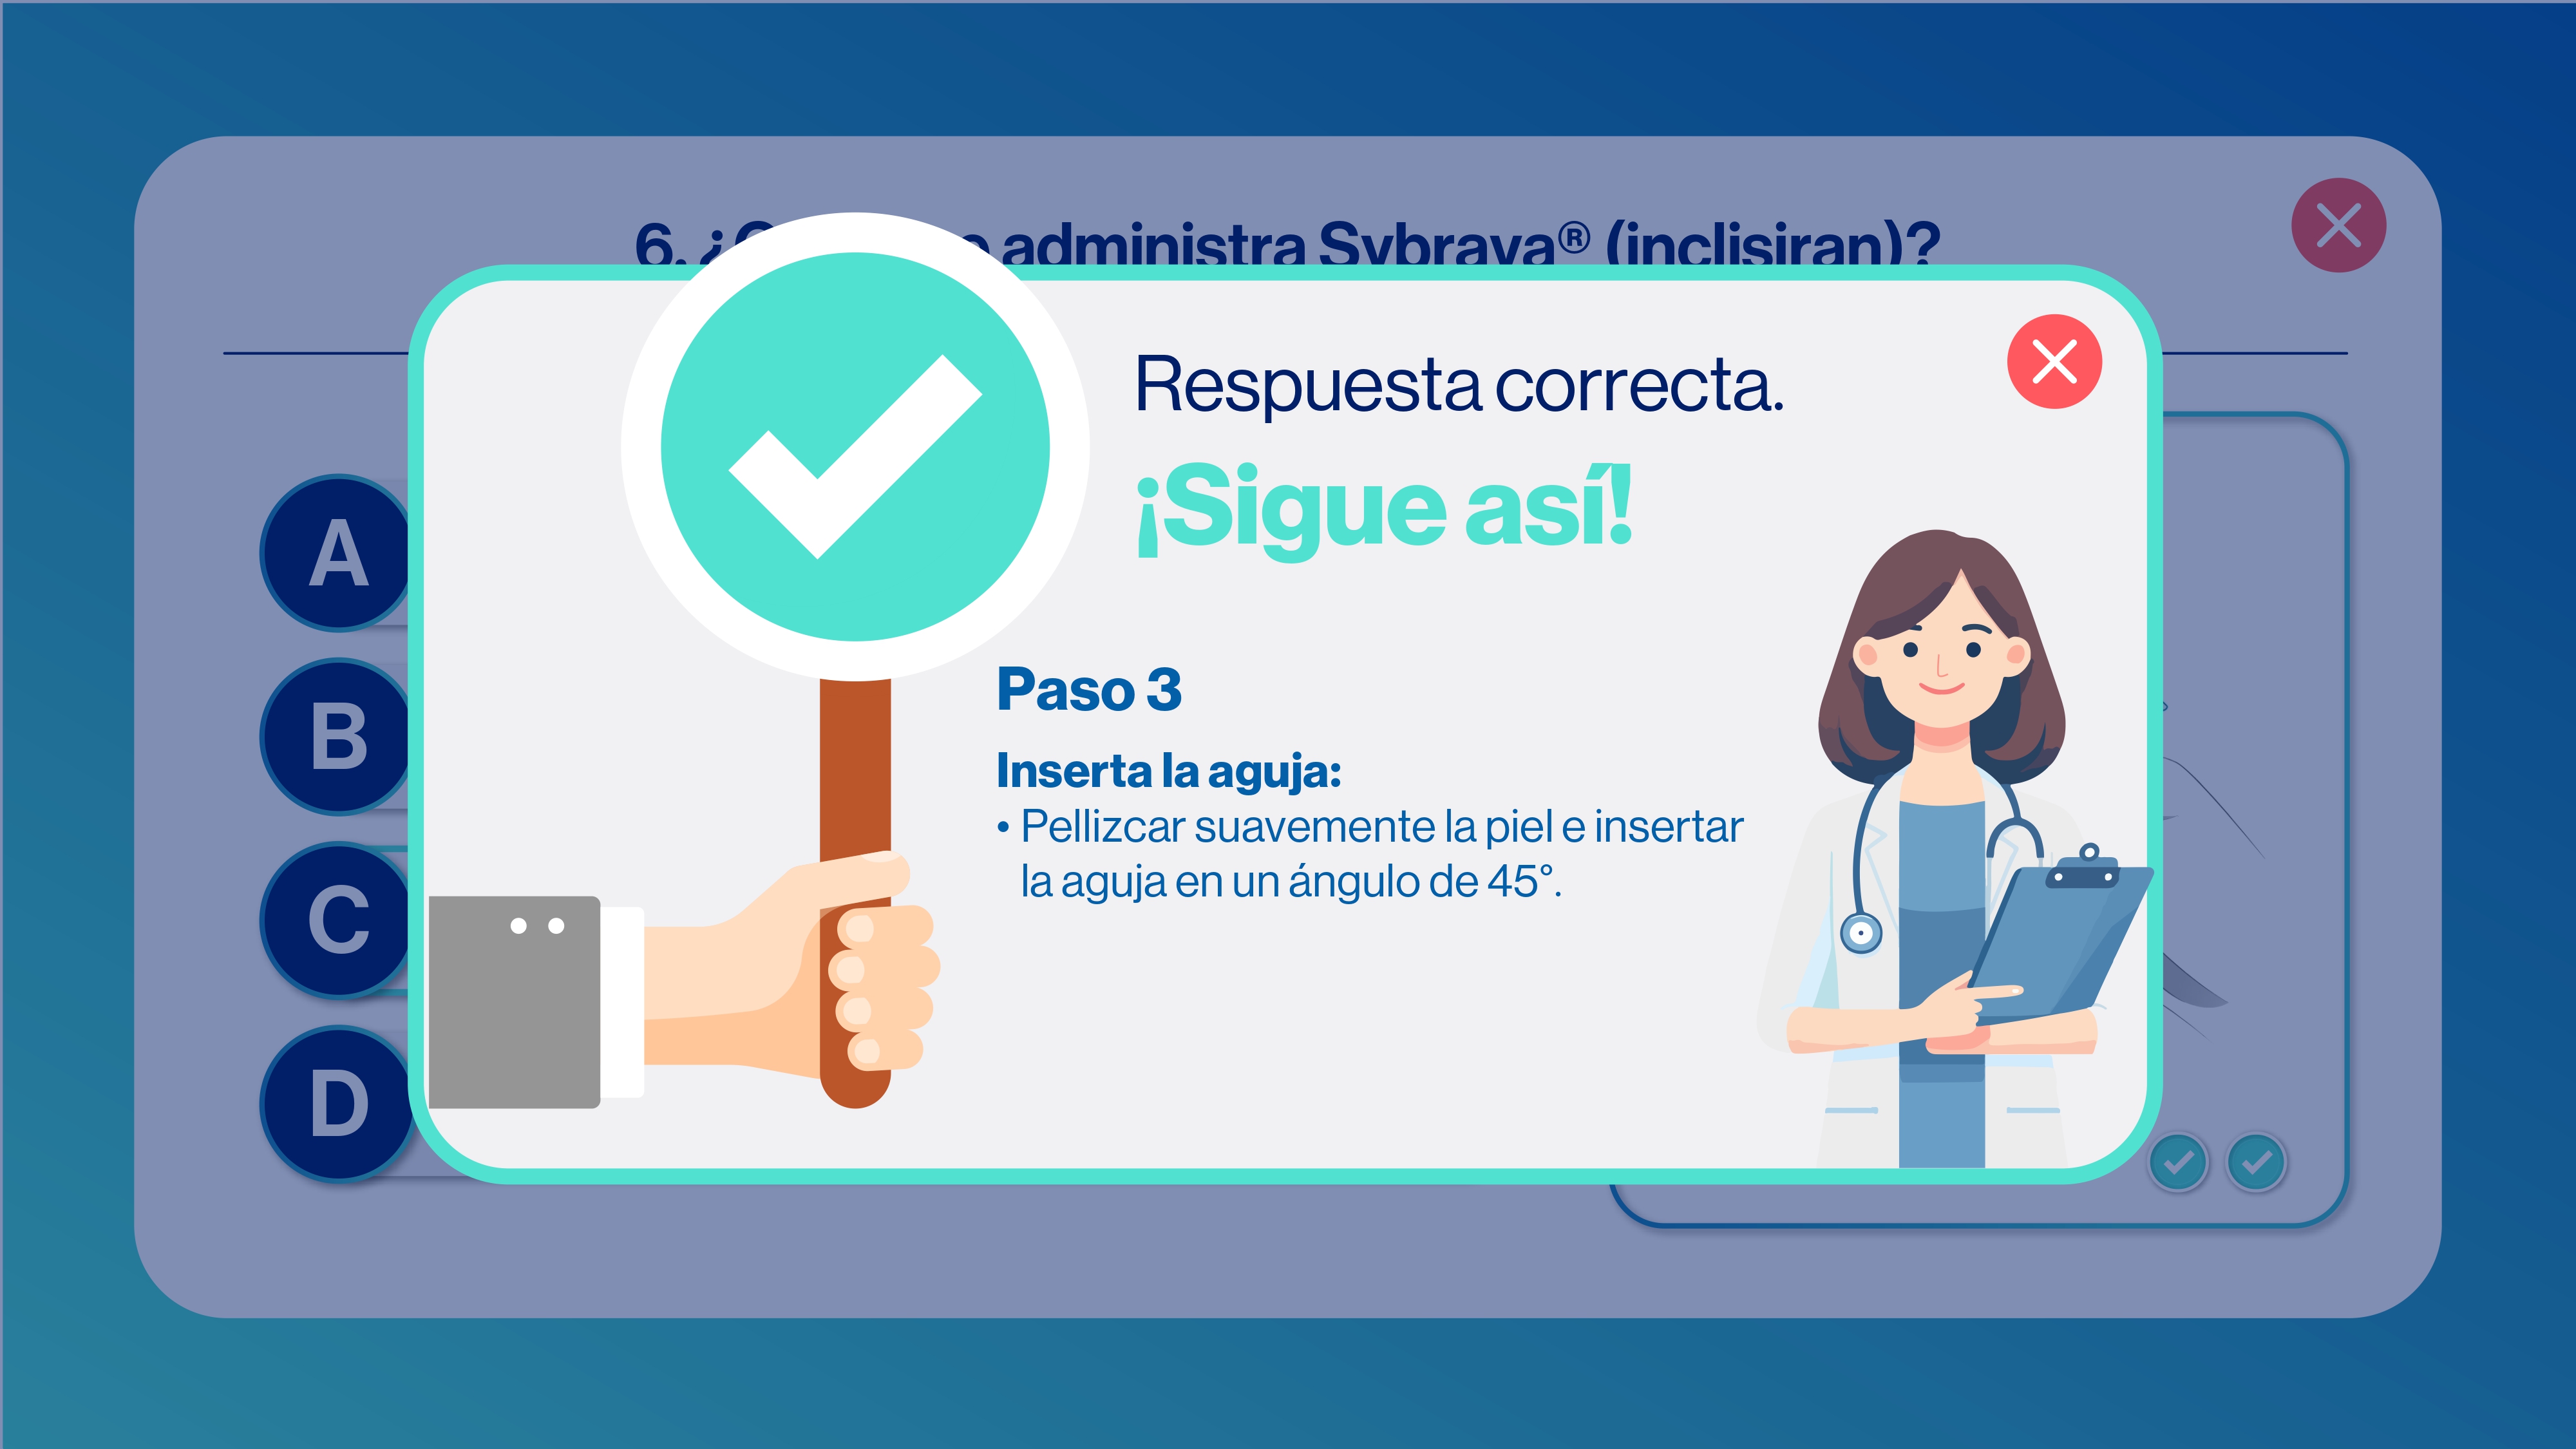 6. ¿ administra Sybrava® (inclisiran)?
Respuesta correcta.
¡Sigue así!
A
B
C
D
Paso 3
Inserta la aguja:
• Pellizcar suavemente la piel e insertar
la aguja en un ángulo de 45°.